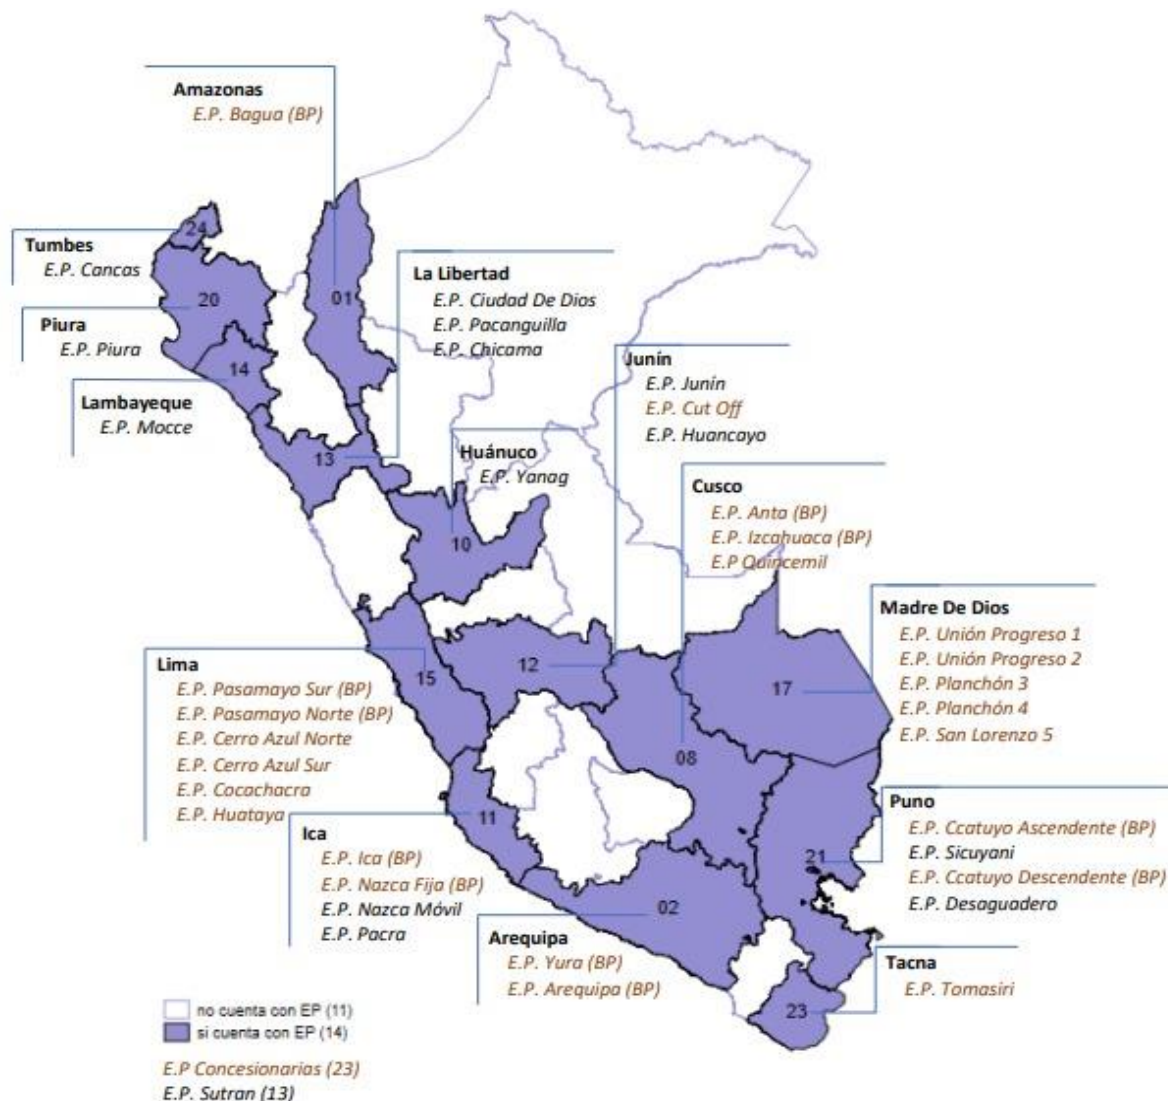 Amazonas
E.P. Bagua (BP)
24
Tumbes
E.P. Cancas
La Libertad
E.P. Ciudad De Dios
E.P. Pacanguilla
E.P. Chicama
20
01
Piura
E.P. Piura
14
Lambayeque
E.P. Mocce
Junín
E.P. Junín
E.P. Cut Off
E.P. Huancayo
13
Huánuco
E.P. Yanag
10
Cusco
E.P. Anta (BP)
E.P. Izcahuaca (BP)
E.P Quincemil
Madre De Dios
E.P. Unión Progreso 1
E.P. Unión Progreso 2
E.P. Planchón 3
E.P. Planchón 4
E.P. San Lorenzo 5
12
15
17
Lima
E.P. Pasamayo Sur (BP)
E.P. Pasamayo Norte (BP)
E.P. Cerro Azul Norte
E.P. Cerro Azul Sur
E.P. Cocachacra
E.P. Huataya
08
11
Ica
E.P. Ica (BP)
E.P. Nazca Fija (BP)
E.P. Nazca Móvil
E.P. Pacra
Puno
E.P. Ccatuyo Ascendente (BP)
E.P. Sicuyani
E.P. Ccatuyo Descendente (BP)
E.P. Desaguadero
21
02
Arequipa
E.P. Yura (BP)
E.P. Arequipa (BP)
Tacna
E.P. Tomasiri
23
no cuenta con EP (11)
si cuenta con EP (14)
E.P Concesionarias (23)
E.P. Sutran (13)